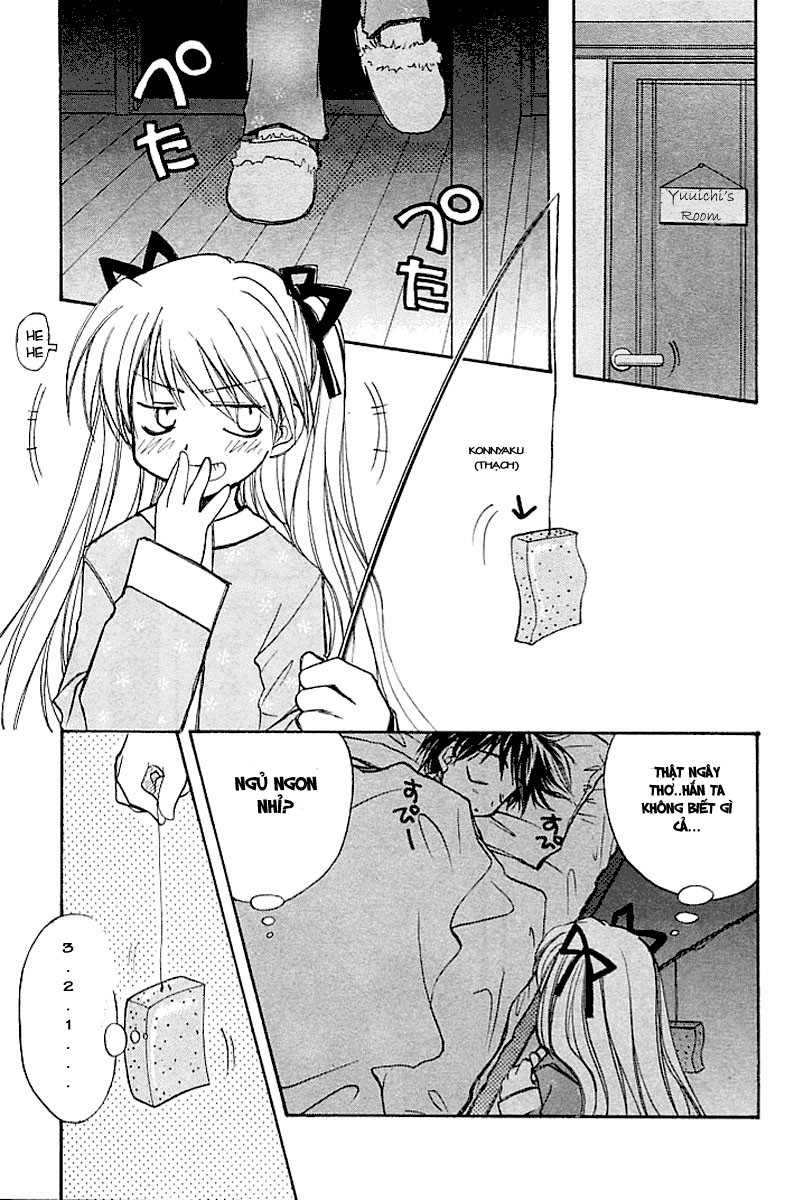 Yuuichi's
Room
ぺた
ぺた
HE
HE
KONNYAKU
(THẠCH)
THẬT NGÂY
THƠ..HẮN TA
KHÔNG BIẾT GÌ
CẢ...
NGỦ NGON
NHỈ?
すぴー
すぴー
3
.
2
.
1
.
.
.
.